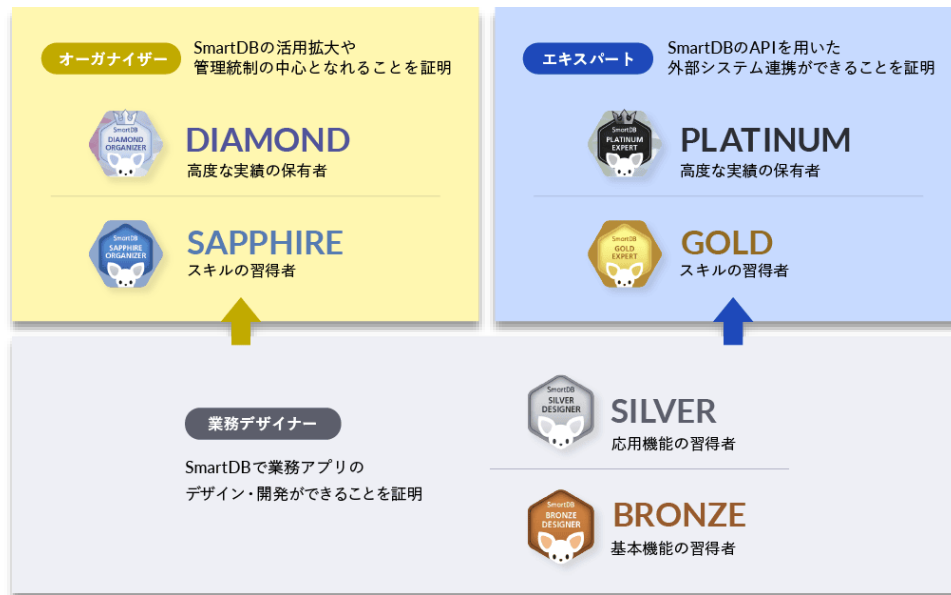 オーガナイザー
SmartDBの活用拡大や
管理統制の中心となれることを証明
SmartDB
DIAMOND
ORGANIZER
DIAMOND
高度な実績の保有者
SmartDB
SAPPHIRE
ORGANIZER
SAPPHIRE
スキルの習得者
エキスパート
SmartDBのAPIを用いた
外部システム連携ができることを証明
SmartDB
PLATINUM
EXPERT
PLATINUM
高度な実績の保有者
SmartDB
GOLD
EXPERT
GOLD
スキルの習得者
業務デザイナー
SmartDBで業務アプリの
デザイン・開発ができることを証明
SmartDB
SILVER
DESIGNER
SILVER
応用機能の習得者
SmartDB
BRONZE
DESIGNER
BRONZE
基本機能の習得者